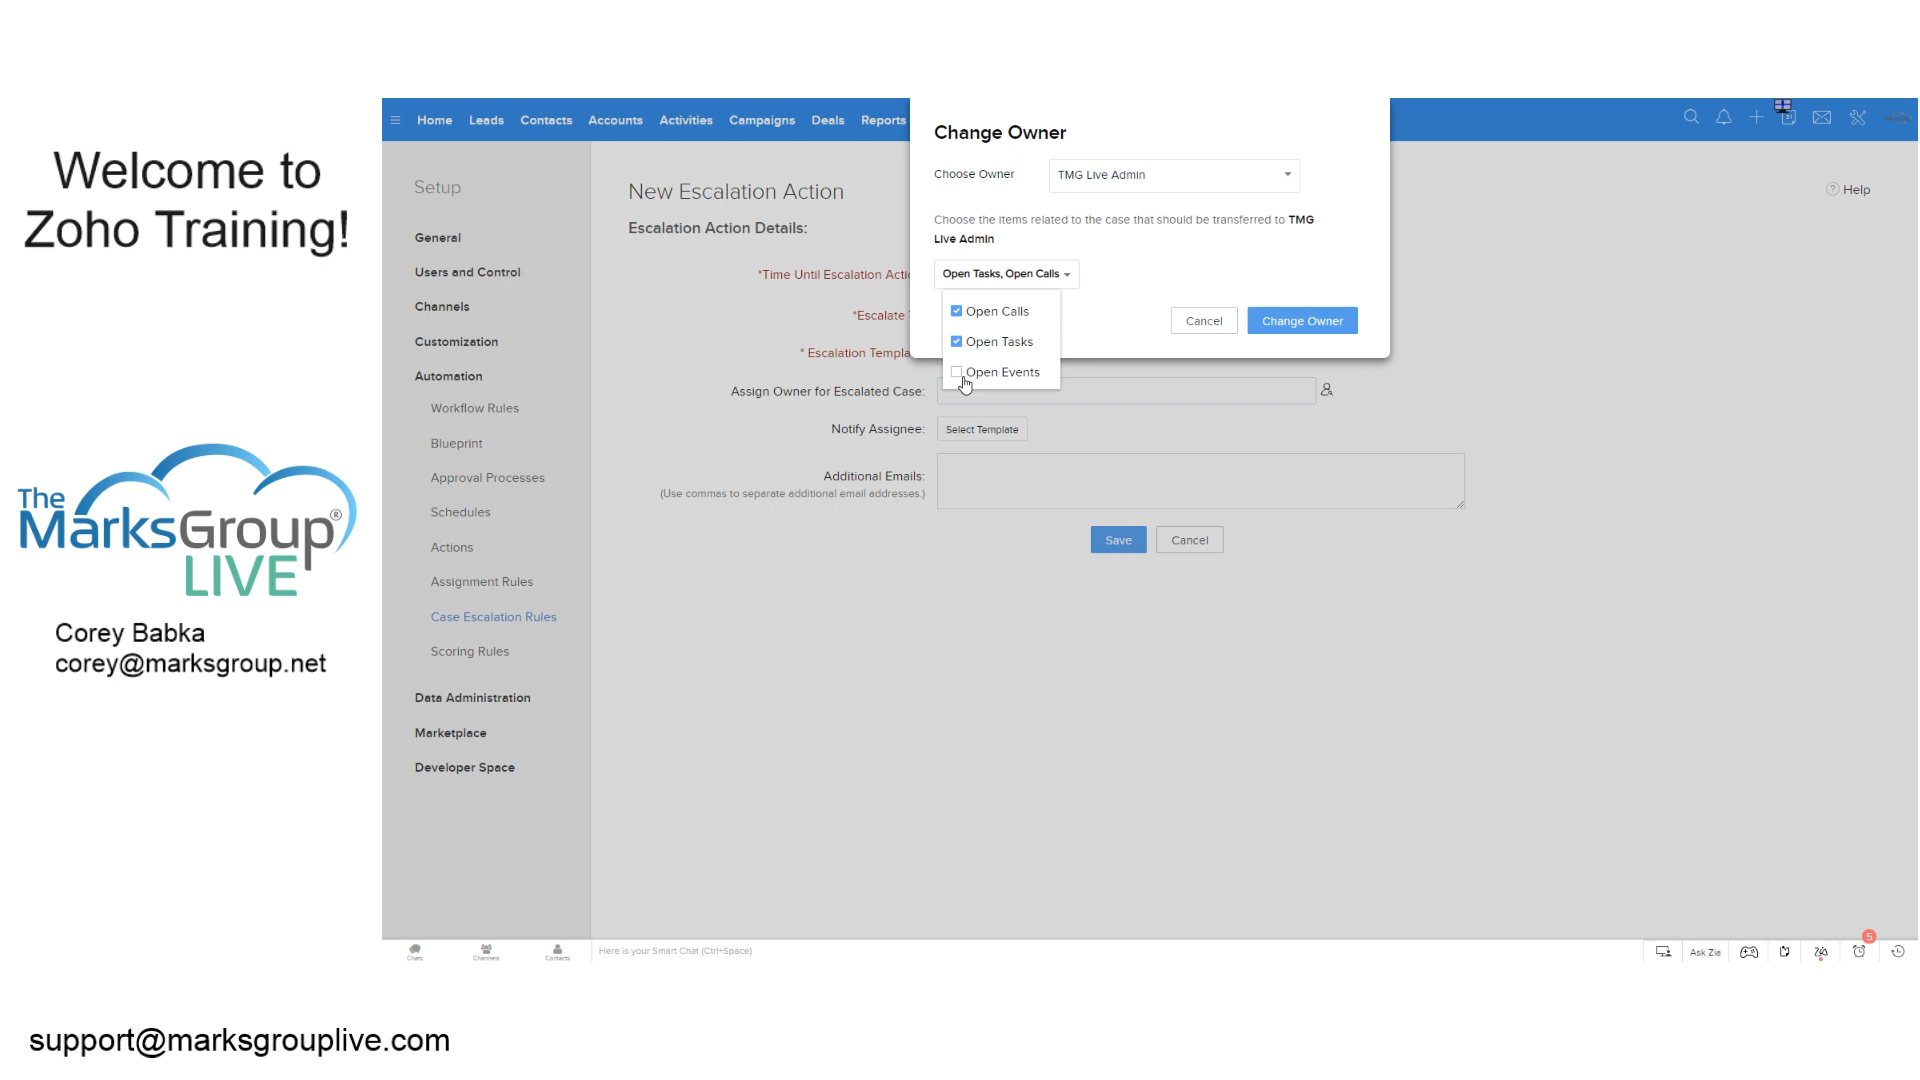 Welcome to
Zoho Training!
The
MarksGroup®
LIVE
Corey Babka
corey@marksgroup.net
support@marksgrouplive.com
Home Leads Contacts Accounts Activities Campaigns Deals Reports
Setup
General
Users and Control
Channels
Customization
Automation
Workflow Rules
Blueprint
Approval Processes
Schedules
Actions
Assignment Rules
Case Escalation Rules
Scoring Rules
Data Administration
Marketplace
Developer Space
New Escalation Action
Help
Escalation Action Details:
*Time Until Escalation Actio
*Escalate
* Escalation Templa
Assign Owner for Escalated Case:
Notify Assignee: Select Template
Additional Emails:
(Use commas to separate additional email addresses.)
Save Cancel
Change Owner
Choose Owner TMG Live Admin
Choose the items related to the case that should be transferred to TMG
Live Admin
Open Tasks, Open Calls
Open Calls
Open Tasks
Open Events
Cancel Change Owner
Chats Channels Contacts
Here is your Smart Chat (Ctrl+Space)
Ask Zia
5